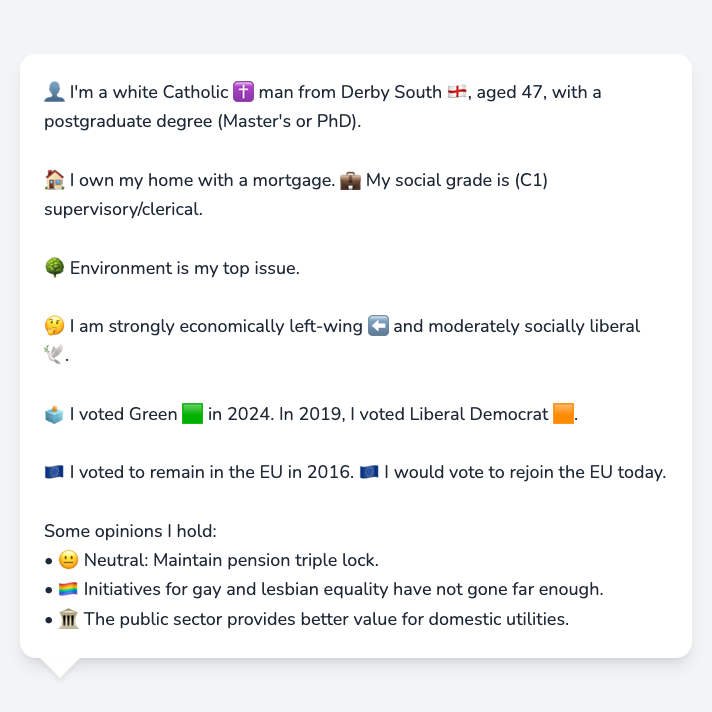 👤 I'm a white Catholic ✝️ man from Derby South 🏴󠁧󠁢󠁥󠁮󠁧󠁿, aged 47, with a
postgraduate degree (Master's or PhD).
🏠 I own my home with a mortgage. 💼 My social grade is (C1)
supervisory/clerical.
🌳 Environment is my top issue.
🤔 I am strongly economically left-wing ⬅️ and moderately socially liberal
🕊️.
🗳️ I voted Green 🟩 in 2024. In 2019, I voted Liberal Democrat 🟧.
🇪🇺 I voted to remain in the EU in 2016. 🇪🇺 I would vote to rejoin the EU today.
Some opinions I hold:
• 😐 Neutral: Maintain pension triple lock.
• 🏳️‍🌈 Initiatives for gay and lesbian equality have not gone far enough.
• 🏛️ The public sector provides better value for domestic utilities.